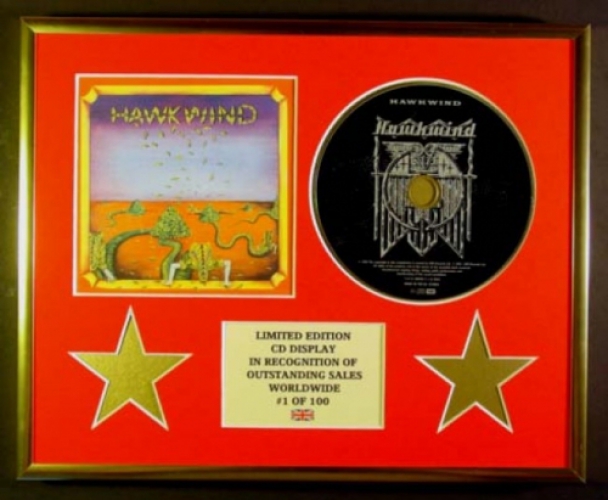 HAWKWIND
HAWKWIND
Hawkwind
LIMITED EDITION
CD DISPLAY
IN RECOGNITION OF
OUTSTANDING SALES
WORLDWIDE
#1 OF 100